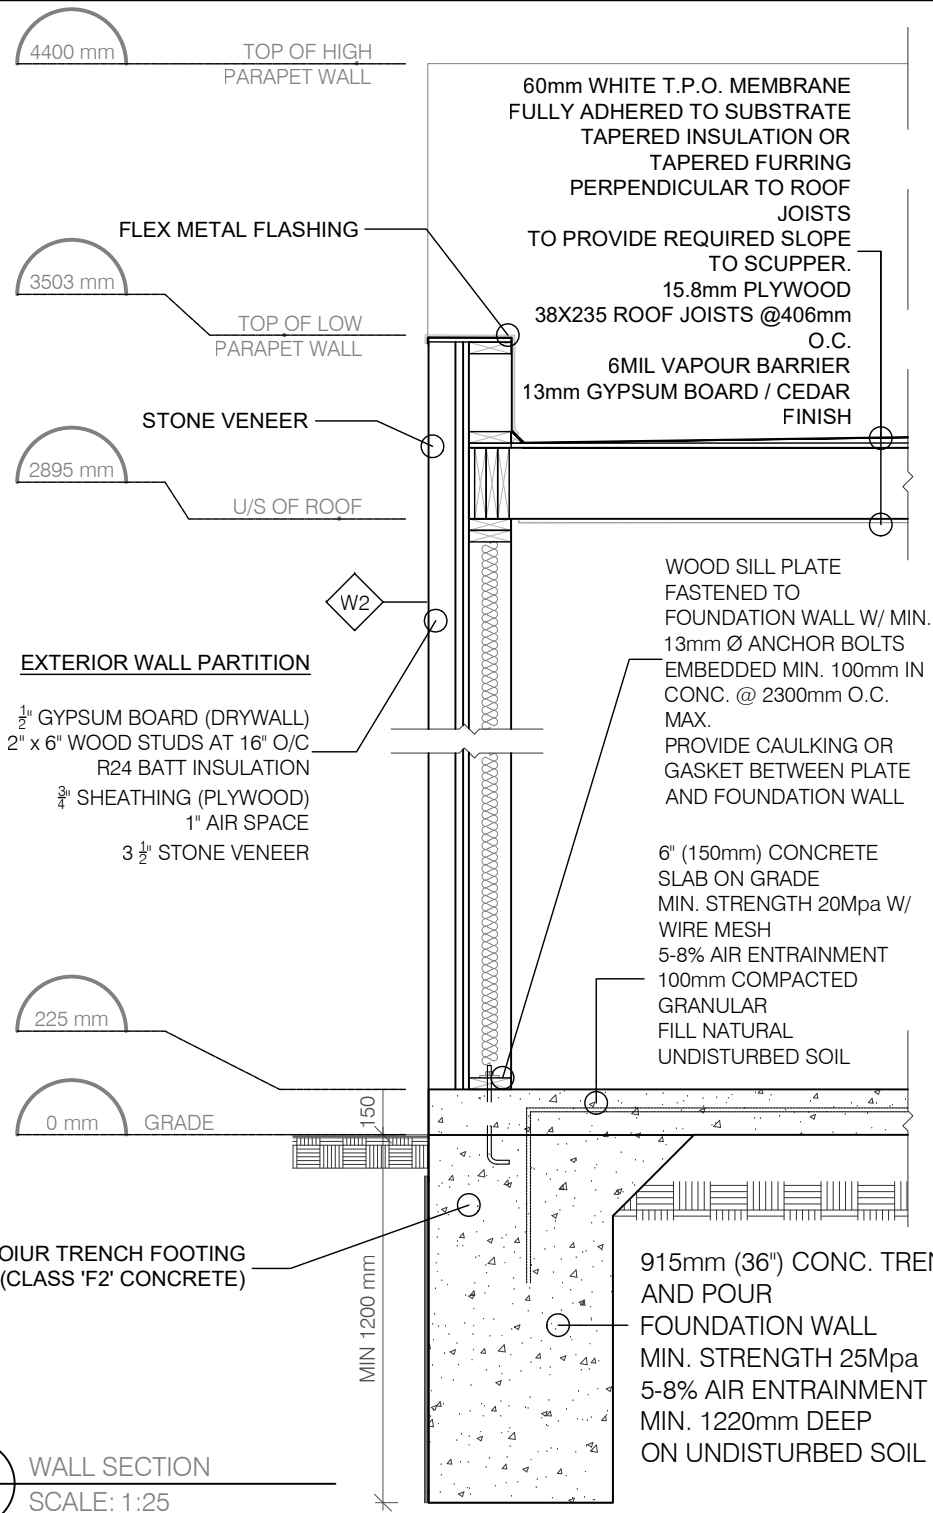 4400 mm
TOP OF HIGH
PARAPET WALL
60mm WHITE T.P.O. MEMBRANE
FULLY ADHERED TO SUBSTRATE
TAPERED INSULATION OR
TAPERED FURRING
PERPENDICULAR TO ROOF
JOISTS
TO PROVIDE REQUIRED SLOPE
TO SCUPPER.
15.8mm PLYWOOD
38X235 ROOF JOISTS @406mm
O.C.
6MIL VAPOUR BARRIER
13mm GYPSUM BOARD / CEDAR
FINISH
FLEX METAL FLASHING
3503 mm
TOP OF LOW
PARAPET WALL
STONE VENEER
2895 mm
U/S OF ROOF
W2
EXTERIOR WALL PARTITION
½" GYPSUM BOARD (DRYWALL)
2" x 6" WOOD STUDS AT 16" O/C
R24 BATT INSULATION
¾" SHEATHING (PLYWOOD)
1" AIR SPACE
3 ½" STONE VENEER
WOOD SILL PLATE
FASTENED TO
FOUNDATION WALL W/ MIN.
13mm Ø ANCHOR BOLTS
EMBEDDED MIN. 100mm IN
CONC. @ 2300mm O.C.
MAX.
PROVIDE CAULKING OR
GASKET BETWEEN PLATE
AND FOUNDATION WALL
6" (150mm) CONCRETE
SLAB ON GRADE
MIN. STRENGTH 20Mpa W/
WIRE MESH
5-8% AIR ENTRAINMENT
100mm COMPACTED
GRANULAR
FILL NATURAL
UNDISTURBED SOIL
225 mm
0 mm GRADE
150
MIN 1200 mm
OIUR TRENCH FOOTING
(CLASS 'F2' CONCRETE)
915mm (36") CONC. TREN
AND POUR
FOUNDATION WALL
MIN. STRENGTH 25Mpa
5-8% AIR ENTRAINMENT
MIN. 1220mm DEEP
ON UNDISTURBED SOIL
WALL SECTION
SCALE: 1:25